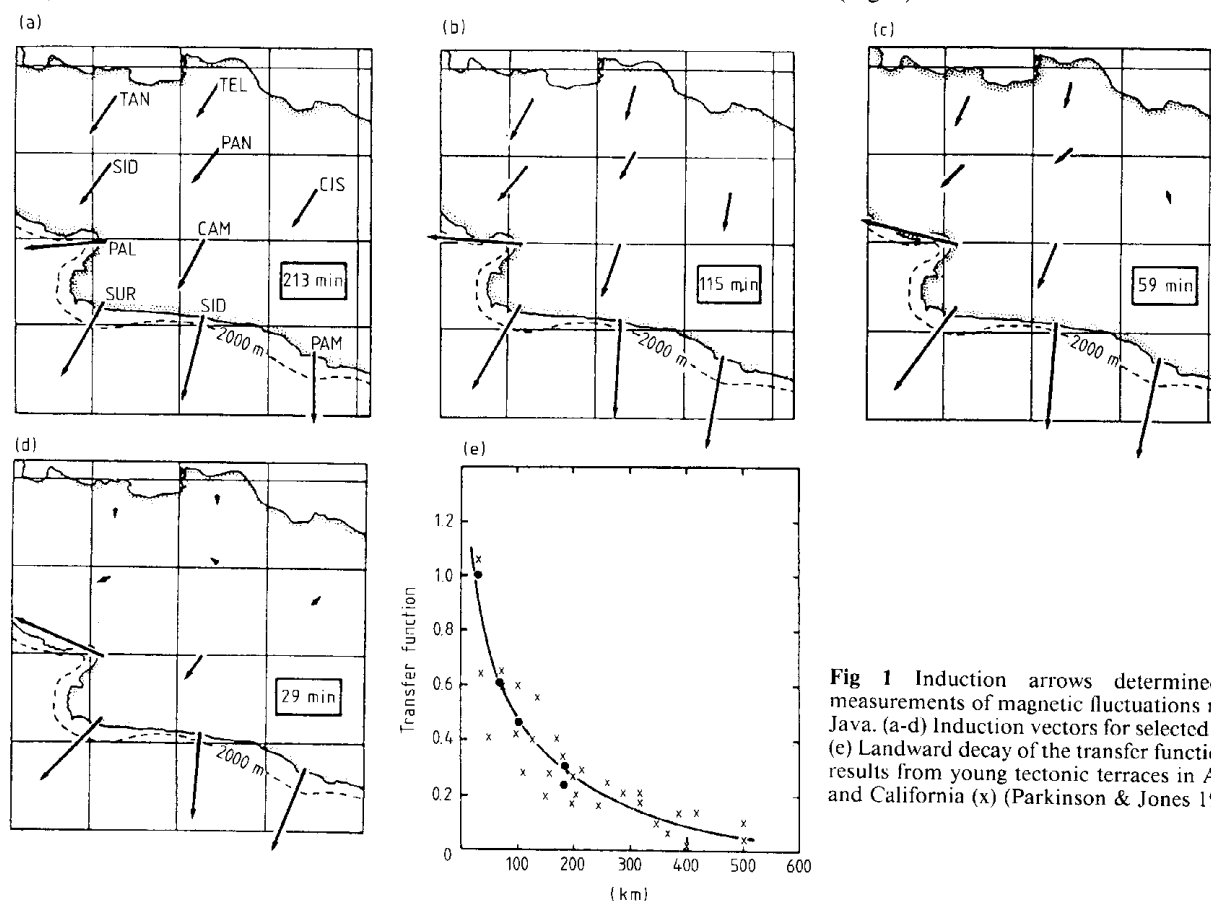 (a)
TAN
TEL
SID
PAN
CIS
PAL
CAM
213 min
SUR
SID
2000 m
PAM
(b)
115 min
2000 m
(c)
59 min
2000 m
(d)
29 min
2000 m
(e)
Transfer function
1.2
1.0
0.8
0.6
0.4
0.2
0
100
200
300
400
500
600
(km)
Fig 1 Induction arrows determined
measurements of magnetic fluctuations
Java. (a-d) Induction vectors for selected
(e) Landward decay of the transfer
results from young tectonic terraces in
and California (x) (Parkinson & Jones